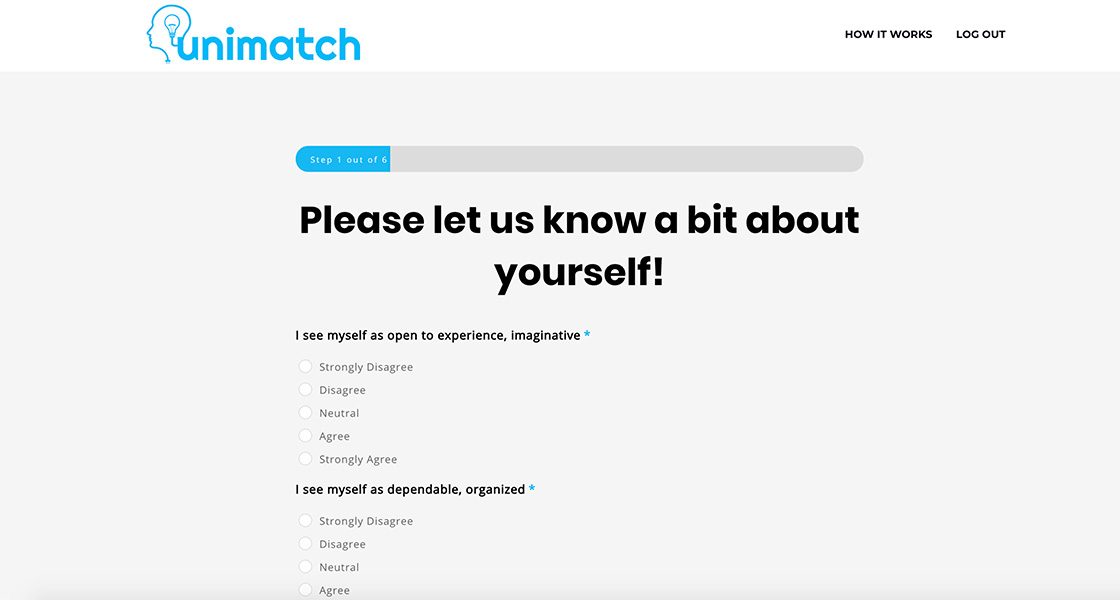 unimatch
HOW IT WORKS
LOG OUT
Step 1 out of 6
Please let us know a bit about
yourself!
I see myself as open to experience, imaginative *
Strongly Disagree
Disagree
Neutral
Agree
Strongly Agree
I see myself as dependable, organized *
Strongly Disagree
Disagree
Neutral
Agree